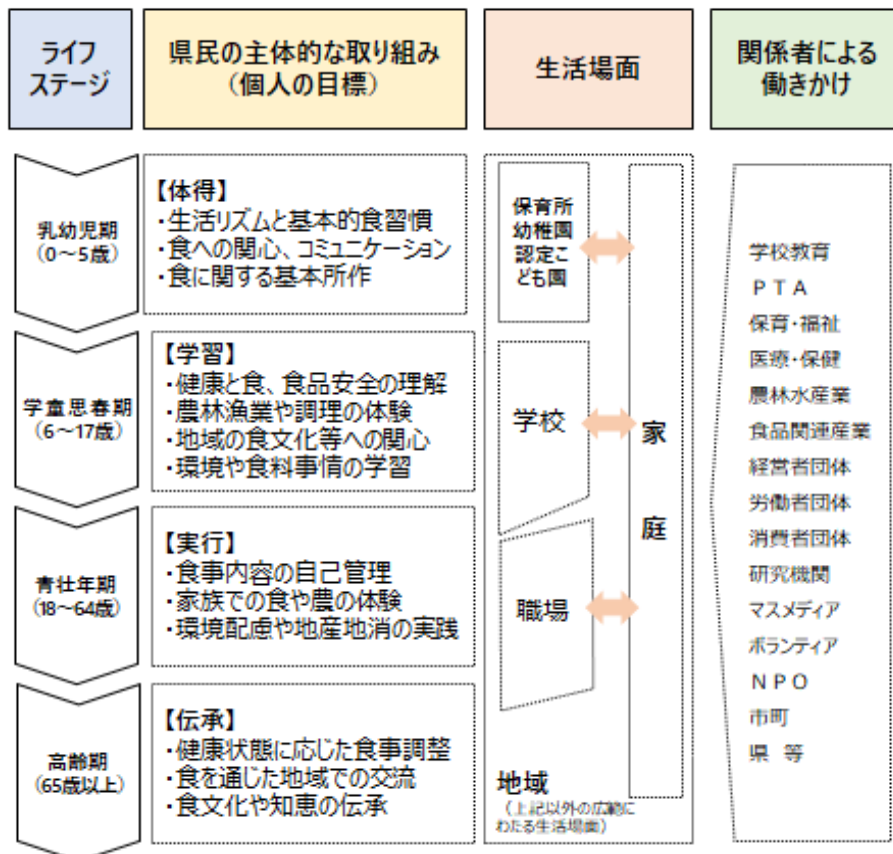 ライフ
ステージ
県民の主体的な取り組み
（個人の目標）
生活場面
関係者による
働きかけ
乳幼児期
（0～5歳）
【体得】
・生活リズムと基本的食習慣
・食への関心、コミュニケーション
・食に関する基本所作
学童思春期
（6～17歳）
【学習】
・健康と食、食品安全の理解
・農林漁業や調理の体験
・地域の食文化等への関心
・環境や食料事情の学習
青壮年期
（18～64歳）
【実行】
・食事内容の自己管理
・家族での食や農の体験
・環境配慮や地産地消の実践
高齢期
（65歳以上）
【伝承】
・健康状態に応じた食事調整
・食を通じた地域での交流
・食文化や知恵の伝承
保育所
幼稚園
認定こ
ども園
学校
職場
家
庭
地域
（上記以外の広範に
わたる生活場面）
学校教育
ＰＴＡ
保育・福祉
医療・保健
農林水産業
食品関連産業
経営者団体
労働者団体
消費者団体
研究機関
マスメディア
ボランティア
ＮＰＯ
市町
県 等